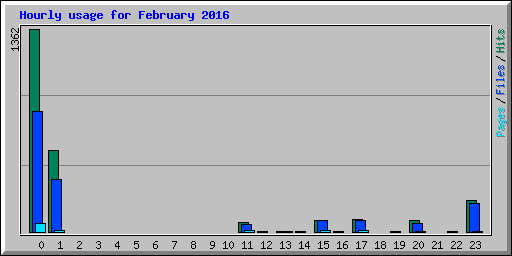 Hourly usage for February 2016
1362
Pages/Files/Hits
0 1 2 3 4 5 6 7 8 9 10 11 12 13 14 15 16 17 18 19 20 21 22 23